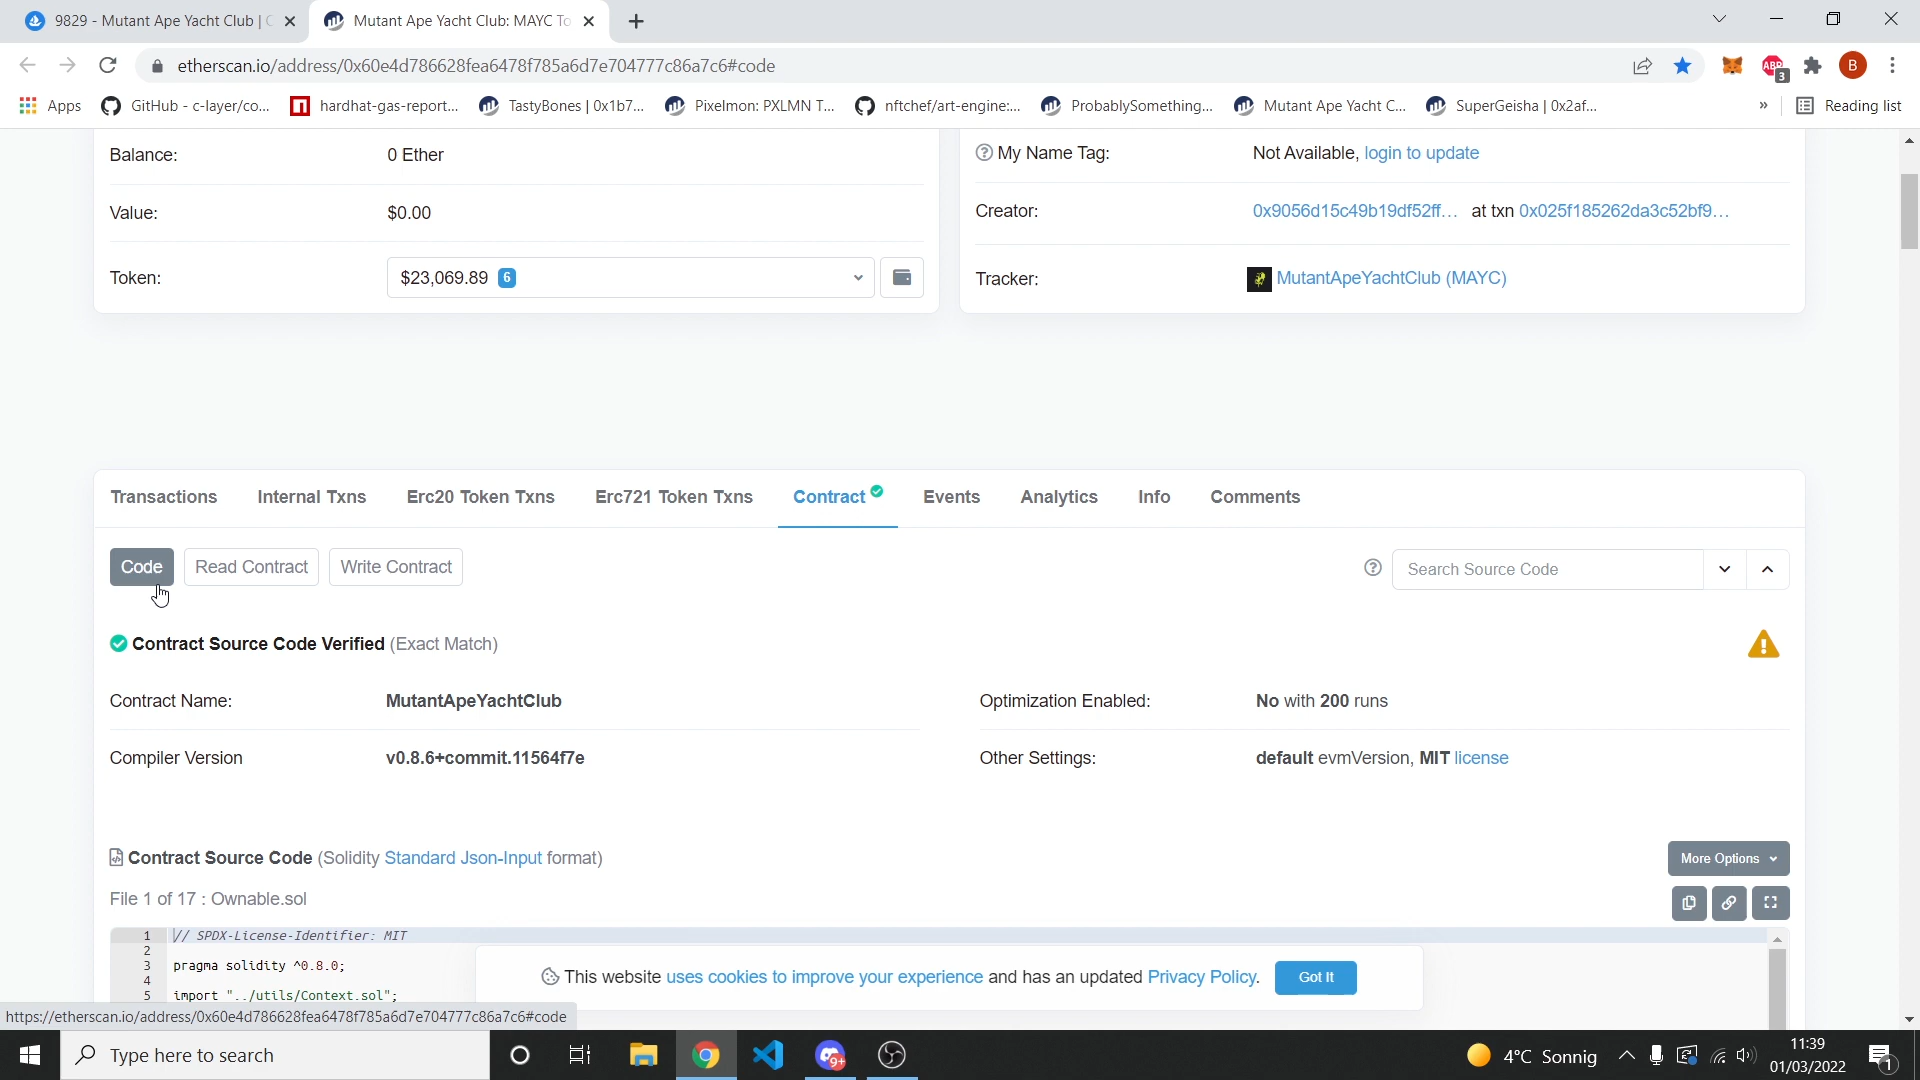 9829 - Mutant Ape Yacht Club | C
Mutant Ape Yacht Club: MAYC To
etherscan.io/address/0x60e4d786628fea6478f785a6d7e704777c86a7c6#code
ABP
3
B
Apps
GitHub - c-layer/co...
hardhat-gas-report...
TastyBones | 0x1b7...
Pixelmon: PXLMN T...
nftchef/art-engine:...
ProbablySomething...
Mutant Ape Yacht C...
SuperGeisha | 0x2af...
»
Reading list
Balance: 0 Ether
My Name Tag: Not Available, login to update
Value: $0.00
Creator: 0x9056d15c49b19df52ff... at txn 0x025f185262da3c52bf9...
Token: $23,069.89 6
Tracker: MutantApeYachtClub (MAYC)
Transactions Internal Txns Erc20 Token Txns Erc721 Token Txns Contract Events Analytics Info Comments
Code Read Contract Write Contract
Search Source Code
Contract Source Code Verified (Exact Match)
Contract Name: MutantApeYachtClub
Optimization Enabled: No with 200 runs
Compiler Version v0.8.6+commit.11564f7e
Other Settings: default evmVersion, MIT license
Contract Source Code (Solidity Standard Json-Input format)
More Options
File 1 of 17 : Ownable.sol
1 // SPDX-License-Identifier: MIT
2
3 pragma solidity ^0.8.0;
4
5 import "../utils/Context.sol";
This website uses cookies to improve your experience and has an updated Privacy Policy.
Got It
https://etherscan.io/address/0x60e4d786628fea6478f785a6d7e704777c86a7c6#code
Type here to search
9+
4°C Sonnig
11:39
01/03/2022
1